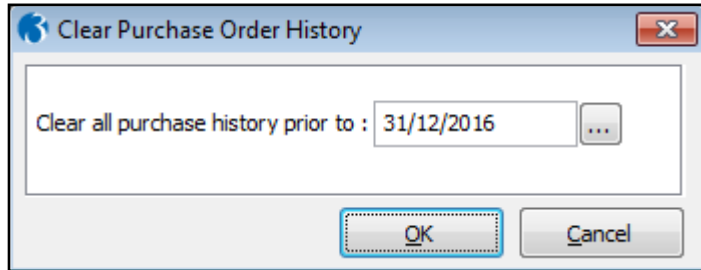 Clear Purchase Order History
Clear all purchase history prior to : 31/12/2016 ...
OK Cancel